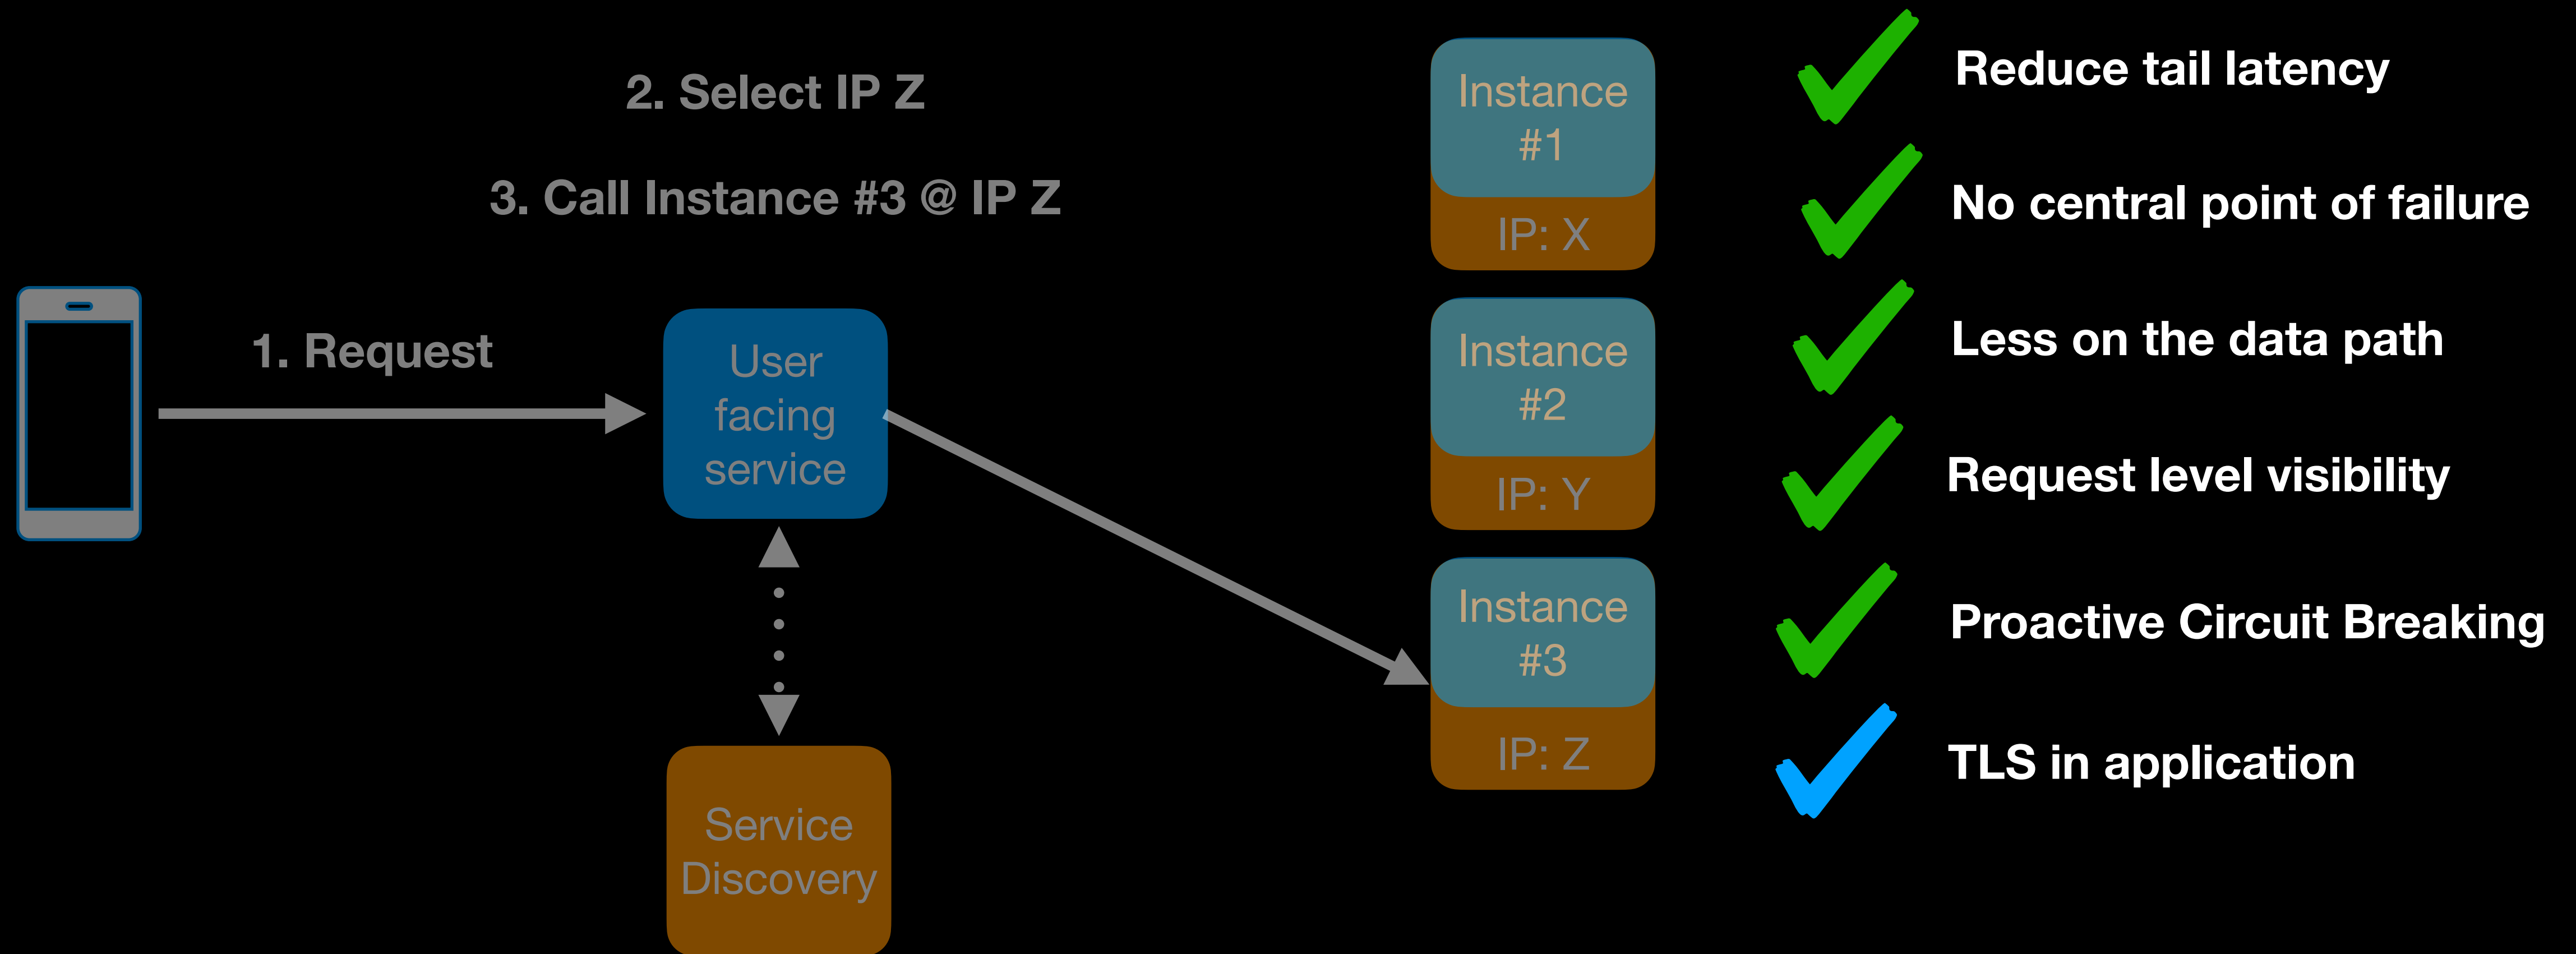 2. Select IP Z
3. Call Instance #3 @ IP Z
1. Request
User
facing
service
Service
Discovery
Instance
#1
IP: X
Instance
#2
IP: Y
Instance
#3
IP: Z
Reduce tail latency
No central point of failure
Less on the data path
Request level visibility
Proactive Circuit Breaking
TLS in application